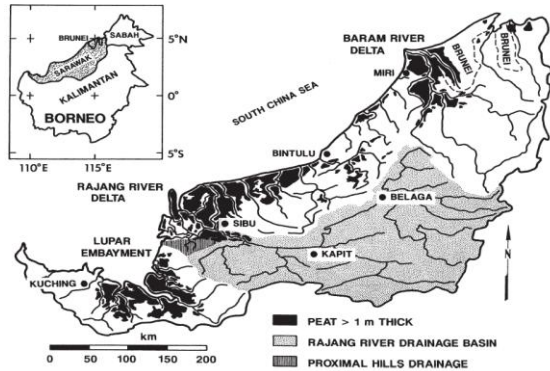 BRUNEI
SABAH
5°N
SARAWAK
KALIMANTAN
0°
BORNEO
5°S
110°E
115°E
BARAM RIVER
DELTA
BRUNEI
BRUNEI
MIRI
SOUTH CHINA SEA
BINTULU
RAJANG RIVER
DELTA
BELAGA
SIBU
LUPAR
EMBAYMENT
KAPIT
N
KUCHING
km
0 50 100 150 200
PEAT > 1 m THICK
RAJANG RIVER DRAINAGE BASIN
PROXIMAL HILLS DRAINAGE